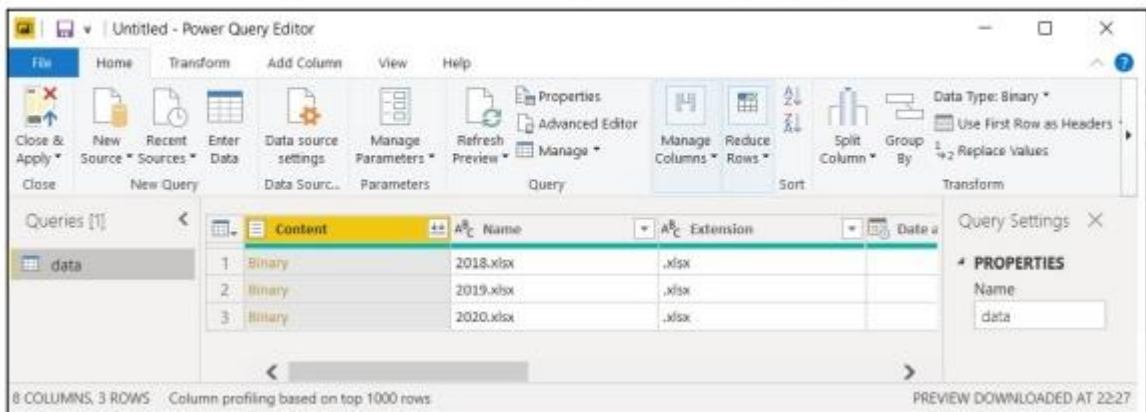 Untitled - Power Query Editor
File Home Transform Add Column View Help
Close & Apply
New Source
Recent Sources
Enter Data
Data source settings
Manage Parameters
Refresh Preview
Properties
Advanced Editor
Manage
Manage Columns
Reduce Rows
Split Column
Group By
Data Type: Binary
Use First Row as Headers
Replace Values
Close New Query Data Sourc... Parameters Query Sort Transform
Queries [1]
data
Content Name Extension Date a
1 Binary 2018.xlsx .xlsx
2 Binary 2019.xlsx .xlsx
3 Binary 2020.xlsx .xlsx
Query Settings
PROPERTIES
Name
data
8 COLUMNS, 3 ROWS Column profiling based on top 1000 rows PREVIEW DOWNLOADED AT 22:27